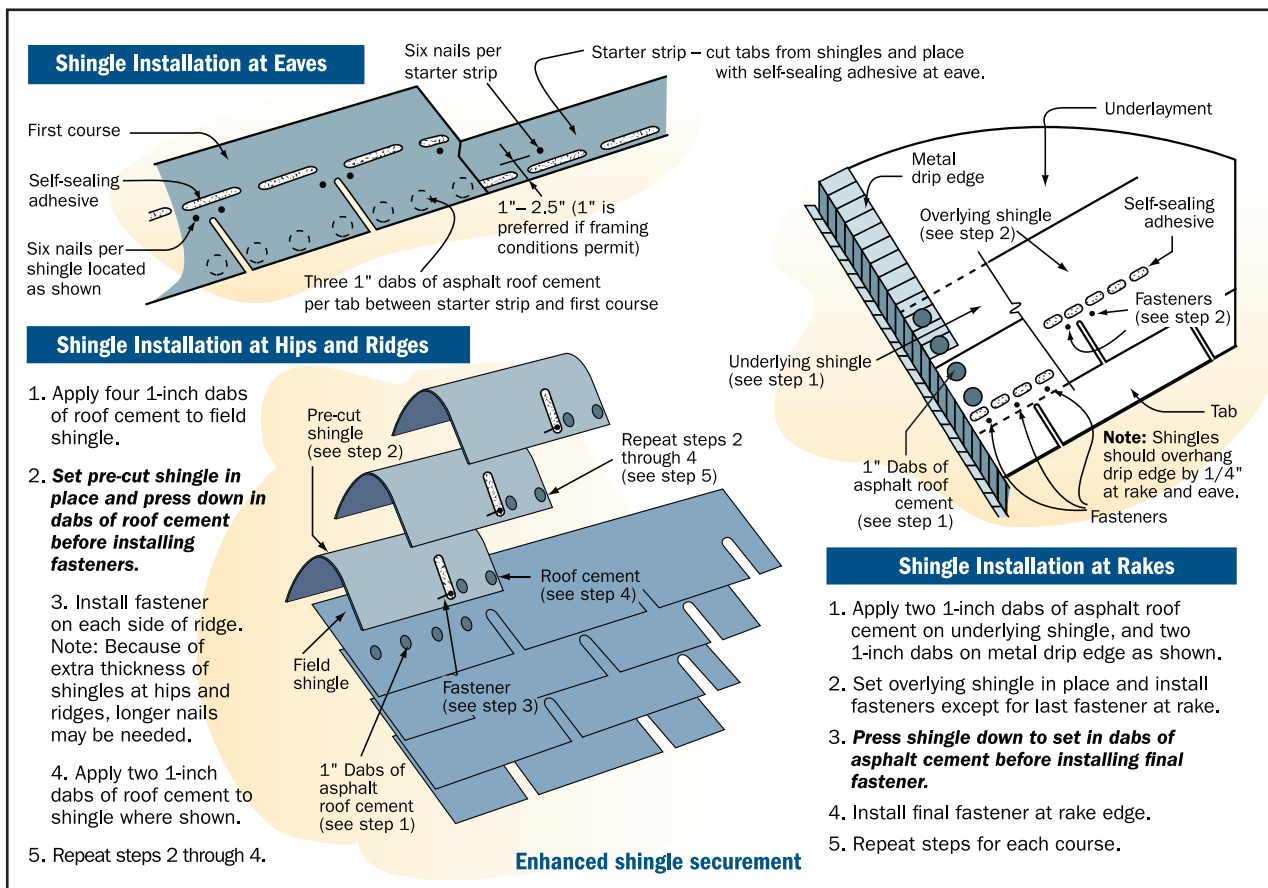 Shingle Installation at Eaves
Six nails per
starter strip
Starter strip – cut tabs from shingles and place
with self-sealing adhesive at eave.
First course
Self-sealing
adhesive
Six nails per
shingle located
as shown
1"– 2.5" (1" is
preferred if framing
conditions permit)
Three 1" dabs of asphalt roof cement
per tab between starter strip and first course
Underlayment
Metal
drip edge
Overlying shingle
(see step 2)
Self-sealing
adhesive
Fasteners
(see step 2)
Underlying shingle
(see step 1)
Tab
1" Dabs of
asphalt roof
cement
(see step 1)
Note: Shingles
should overhang
drip edge by 1/4"
at rake and eave.
Fasteners
Shingle Installation at Hips and Ridges
1. Apply four 1-inch dabs
of roof cement to field
shingle.
2. Set pre-cut shingle in
place and press down in
dabs of roof cement
before installing
fasteners.
3. Install fastener
on each side of ridge.
Note: Because of
extra thickness of
shingles at hips and
ridges, longer nails
may be needed.
4. Apply two 1-inch
dabs of roof cement to
shingle where shown.
5. Repeat steps 2 through 4.
Pre-cut
shingle
(see step 2)
Repeat steps 2
through 4
(see step 5)
Roof cement
(see step 4)
Field
shingle
Fastener
(see step 3)
1" Dabs of
asphalt
roof cement
(see step 1)
Shingle Installation at Rakes
1. Apply two 1-inch dabs of asphalt roof
cement on underlying shingle, and two
1-inch dabs on metal drip edge as shown.
2. Set overlying shingle in place and install
fasteners except for last fastener at rake.
3. Press shingle down to set in dabs of
asphalt cement before installing final
fastener.
4. Install final fastener at rake edge.
5. Repeat steps for each course.
Enhanced shingle securement